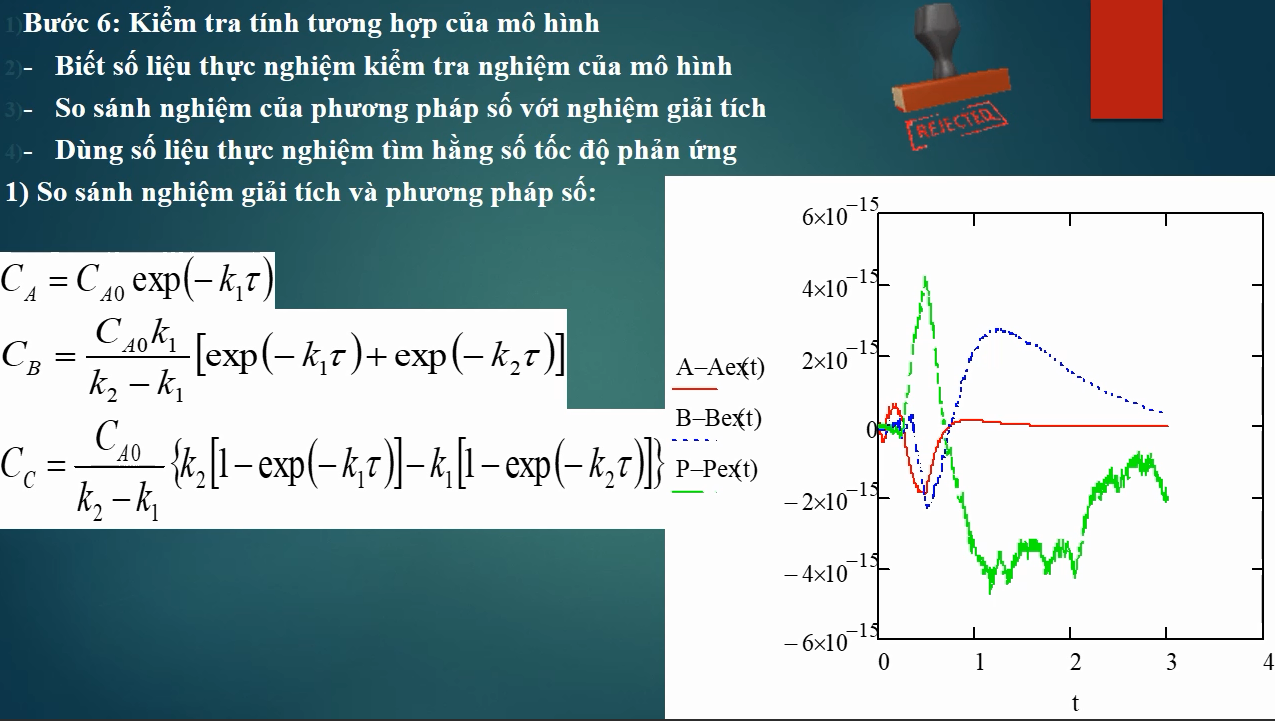 1) Bước 6: Kiểm tra tính tương hợp của mô hình
2) - Biết số liệu thực nghiệm kiểm tra nghiệm của mô hình
3) - So sánh nghiệm của phương pháp số với nghiệm giải tích
4) - Dùng số liệu thực nghiệm tìm hằng số tốc độ phản ứng
1) So sánh nghiệm giải tích và phương pháp số:
REJECTED
C_A = C_A0 exp(− k_1τ)
C_B = C_A0 k_1 / (k_2 − k_1) [exp(− k_1τ) + exp(− k_2τ)]
C_C = C_A0 / (k_2 − k_1) {k_2[1 − exp(− k_1τ)] − k_1[1 − exp(− k_2τ)]}
A−Aex(t)
B−Bex(t)
P−Pex(t)
6×10^−15
4×10^−15
2×10^−15
0
−2×10^−15
−4×10^−15
−6×10^−15
0 1 2 3 4
t